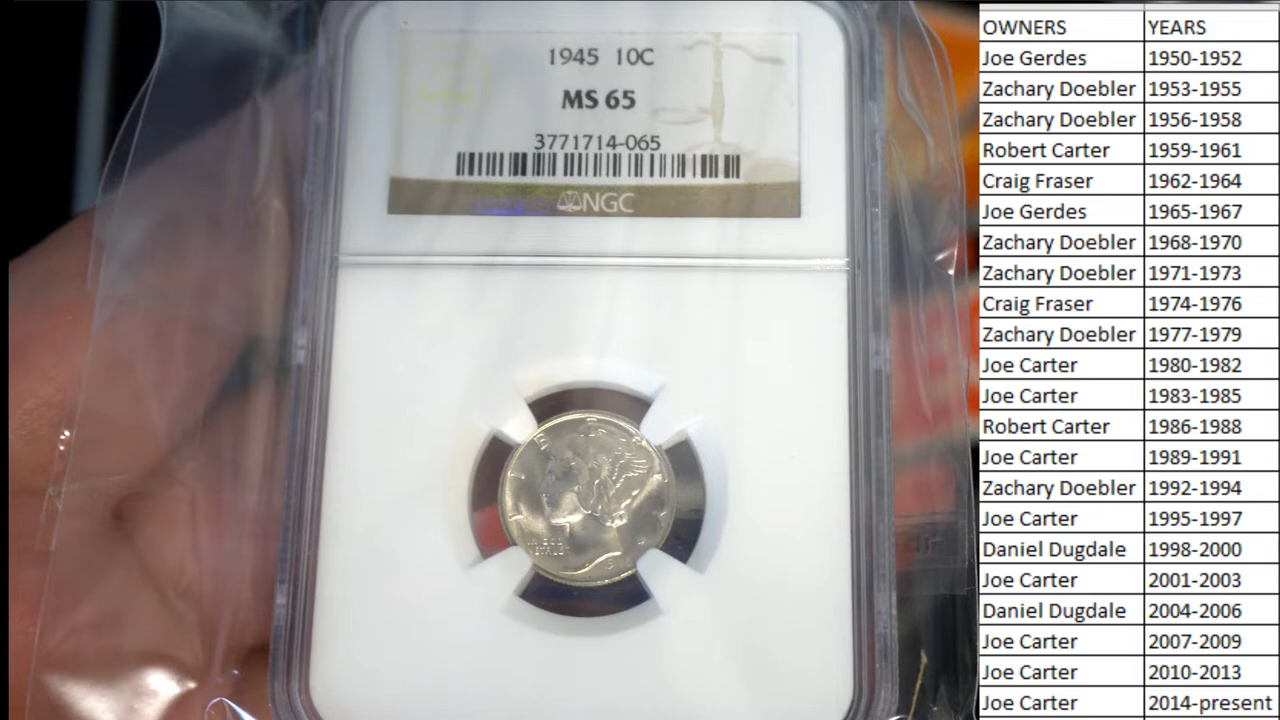 1945 10C
MS 65
3771714-065
NGC
OWNERS YEARS
Joe Gerdes 1950-1952
Zachary Doebler 1953-1955
Zachary Doebler 1956-1958
Robert Carter 1959-1961
Craig Fraser 1962-1964
Joe Gerdes 1965-1967
Zachary Doebler 1968-1970
Zachary Doebler 1971-1973
Craig Fraser 1974-1976
Zachary Doebler 1977-1979
Joe Carter 1980-1982
Joe Carter 1983-1985
Robert Carter 1986-1988
Joe Carter 1989-1991
Zachary Doebler 1992-1994
Joe Carter 1995-1997
Daniel Dugdale 1998-2000
Joe Carter 2001-2003
Daniel Dugdale 2004-2006
Joe Carter 2007-2009
Joe Carter 2010-2013
Joe Carter 2014-present